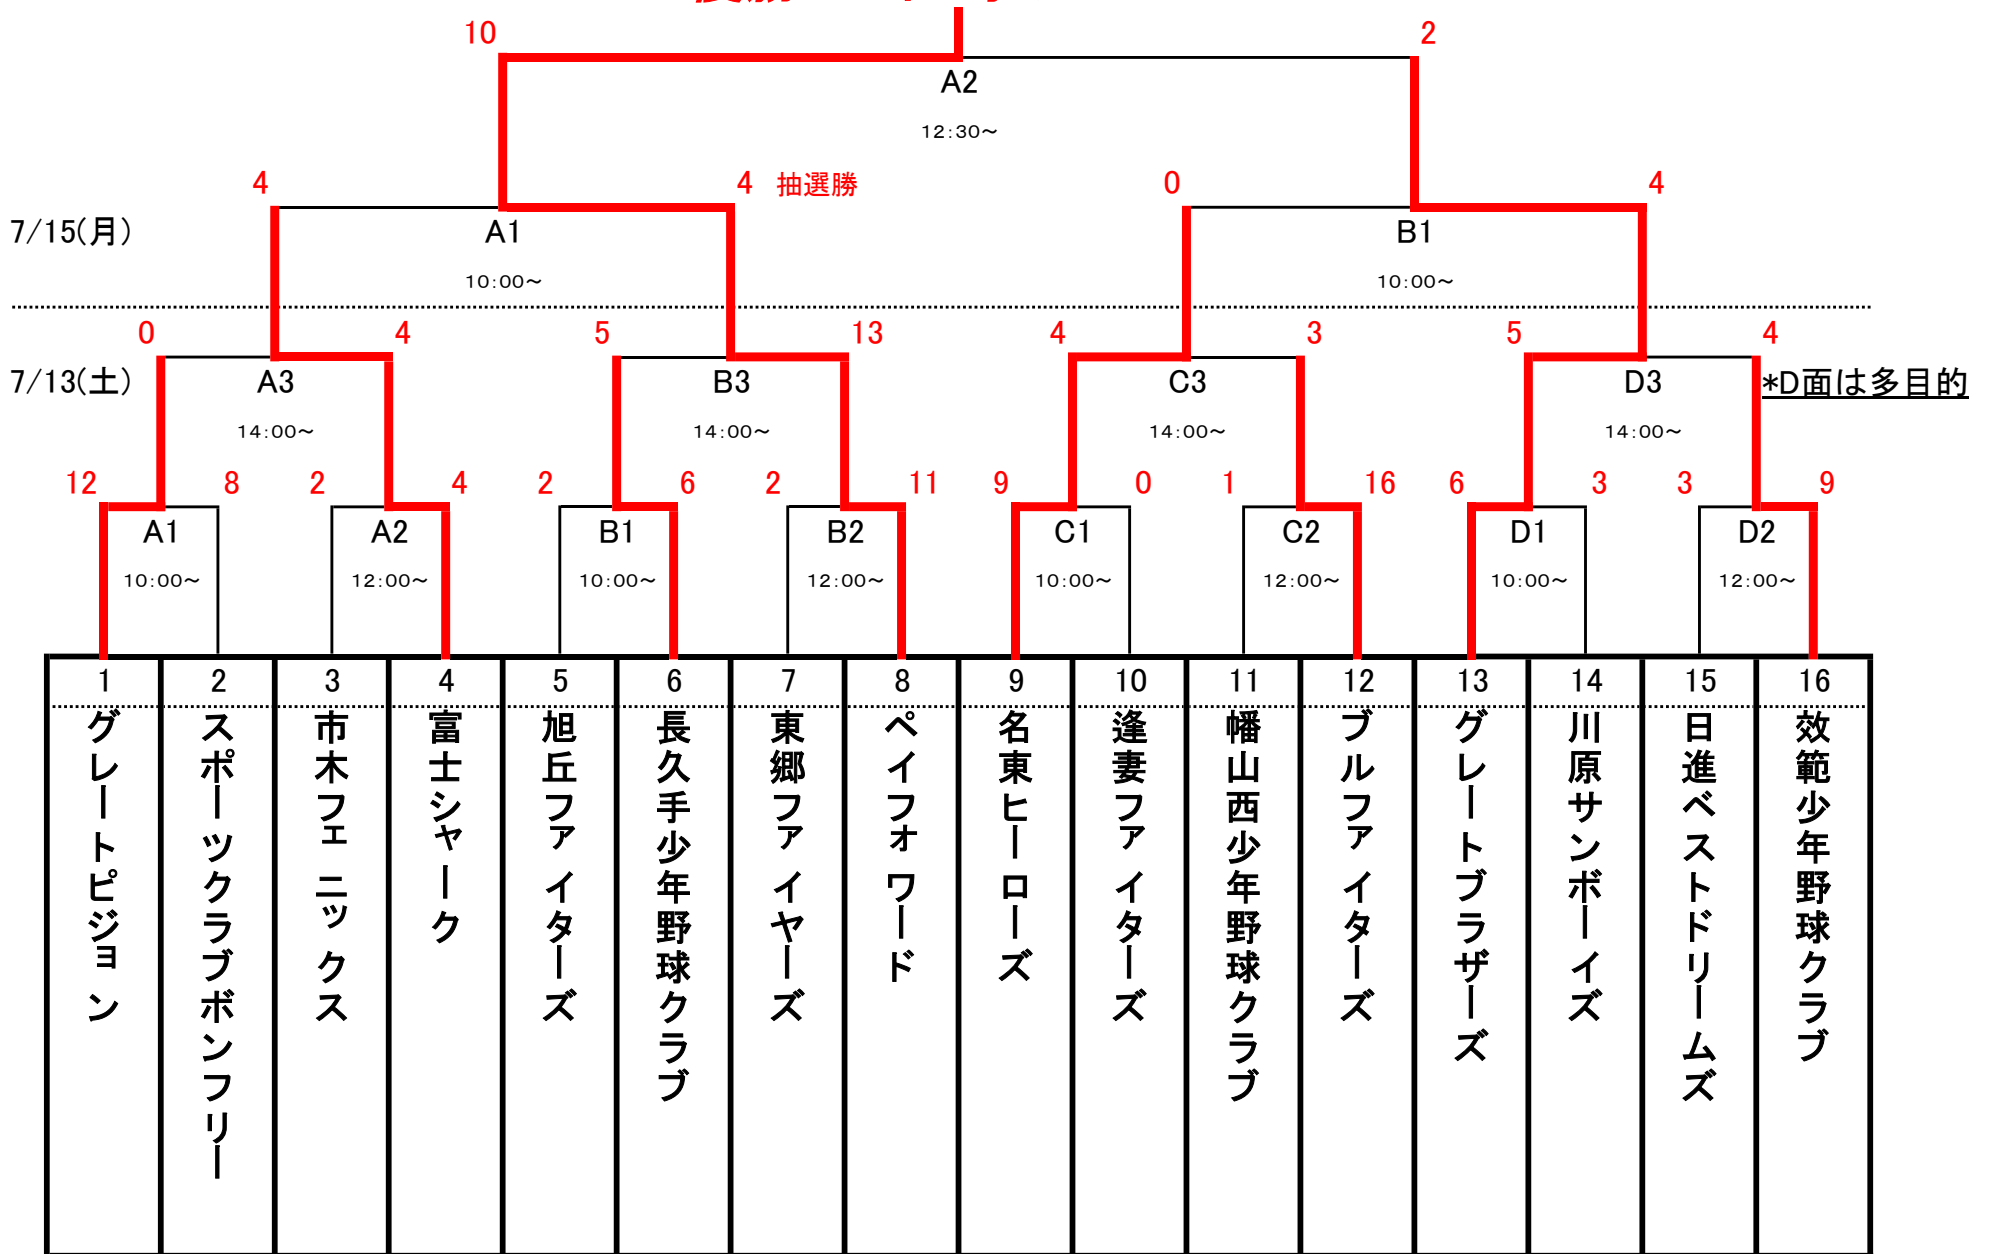 10 2
A2
12:30～
4 4 抽選勝 0 4
7/15(月) A1 B1
10:00～ 10:00～
0 4 5 13 4 3 5 4
7/13(土) A3 B3 C3 D3 *D面は多目的
14:00～ 14:00～ 14:00～ 14:00～
12 8 2 4 2 6 2 11 9 0 1 16 6 3 3 9
A1 A2 B1 B2 C1 C2 D1 D2
10:00～ 12:00～ 10:00～ 12:00～ 10:00～ 12:00～ 10:00～ 12:00～
1 2 3 4 5 6 7 8 9 10 11 12 13 14 15 16
グレートピジョン
スポーツクラブボンフリー
市木フェニックス
富士シャーク
旭丘ファイターズ
長久手少年野球クラブ
東郷ファイヤーズ
ペイフォワード
名東ヒーローズ
逢妻ファイターズ
幡山西少年野球クラブ
ブルファイターズ
グレートブラザーズ
川原サンボーイズ
日進ベストドリームズ
效範少年野球クラブ